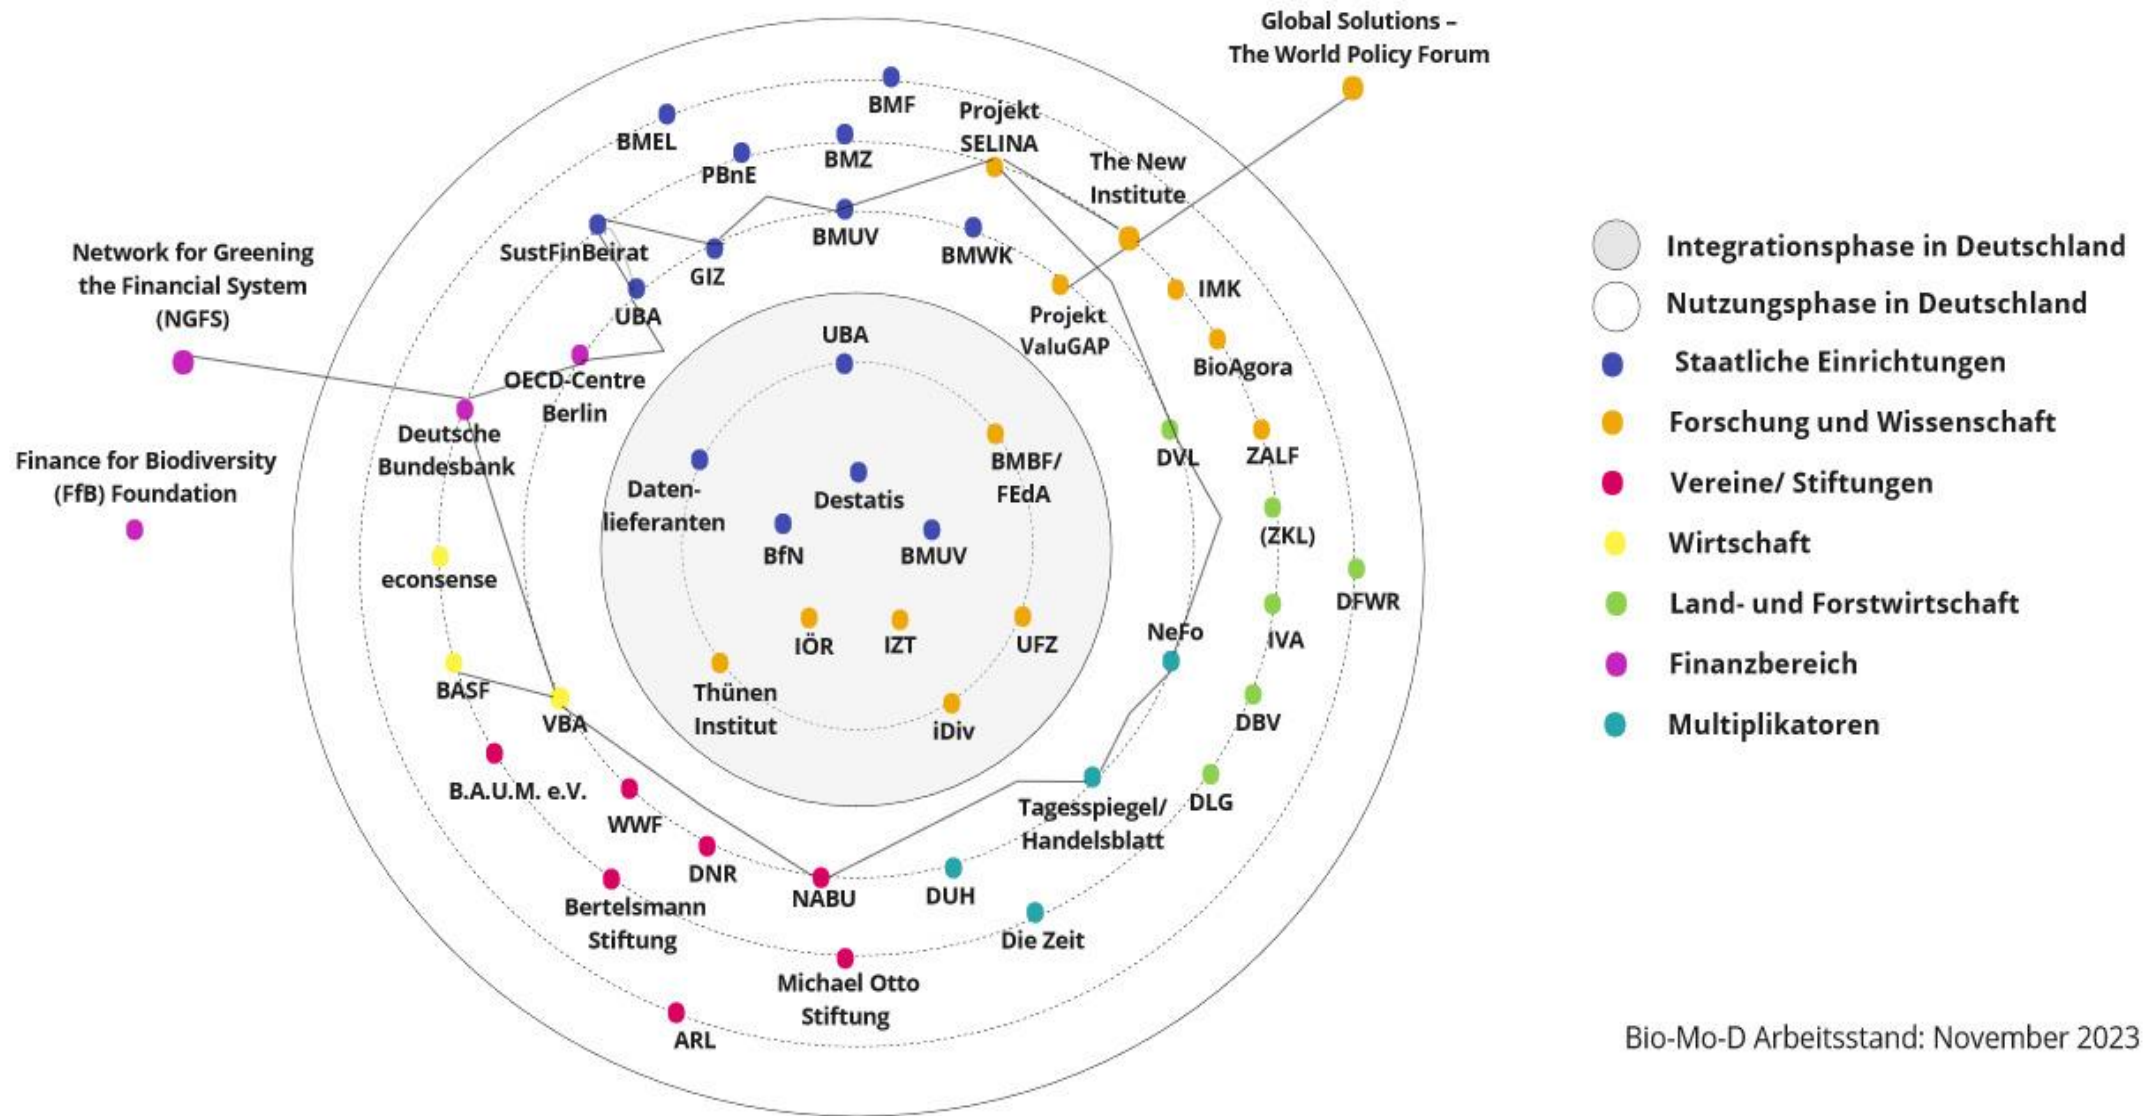 Global Solutions –
The World Policy Forum
BMF
BMEL
Projekt
SELINA
BMZ
PBnE
The New
Institute
SustFinBeirat
BMUV
BMWK
GIZ
IMK
UBA
Projekt
ValuGAP
BioAgora
Network for Greening
the Financial System
(NGFS)
OECD-Centre
Berlin
Deutsche
Bundesbank
Finance for Biodiversity
(FfB) Foundation
UBA
BMBF/
FEdA
Daten-
lieferanten
Destatis
BfN
BMUV
DVL
ZALF
(ZKL)
DFWR
IVA
NeFo
econsense
IÖR
IZT
UFZ
Thünen
Institut
iDiv
BASF
VBA
DBV
DLG
B.A.U.M. e.V.
WWF
DNR
NABU
DUH
Tagesspiegel/
Handelsblatt
Bertelsmann
Stiftung
Die Zeit
Michael Otto
Stiftung
ARL
Integrationsphase in Deutschland
Nutzungsphase in Deutschland
Staatliche Einrichtungen
Forschung und Wissenschaft
Vereine/ Stiftungen
Wirtschaft
Land- und Forstwirtschaft
Finanzbereich
Multiplikatoren
Bio-Mo-D Arbeitsstand: November 2023